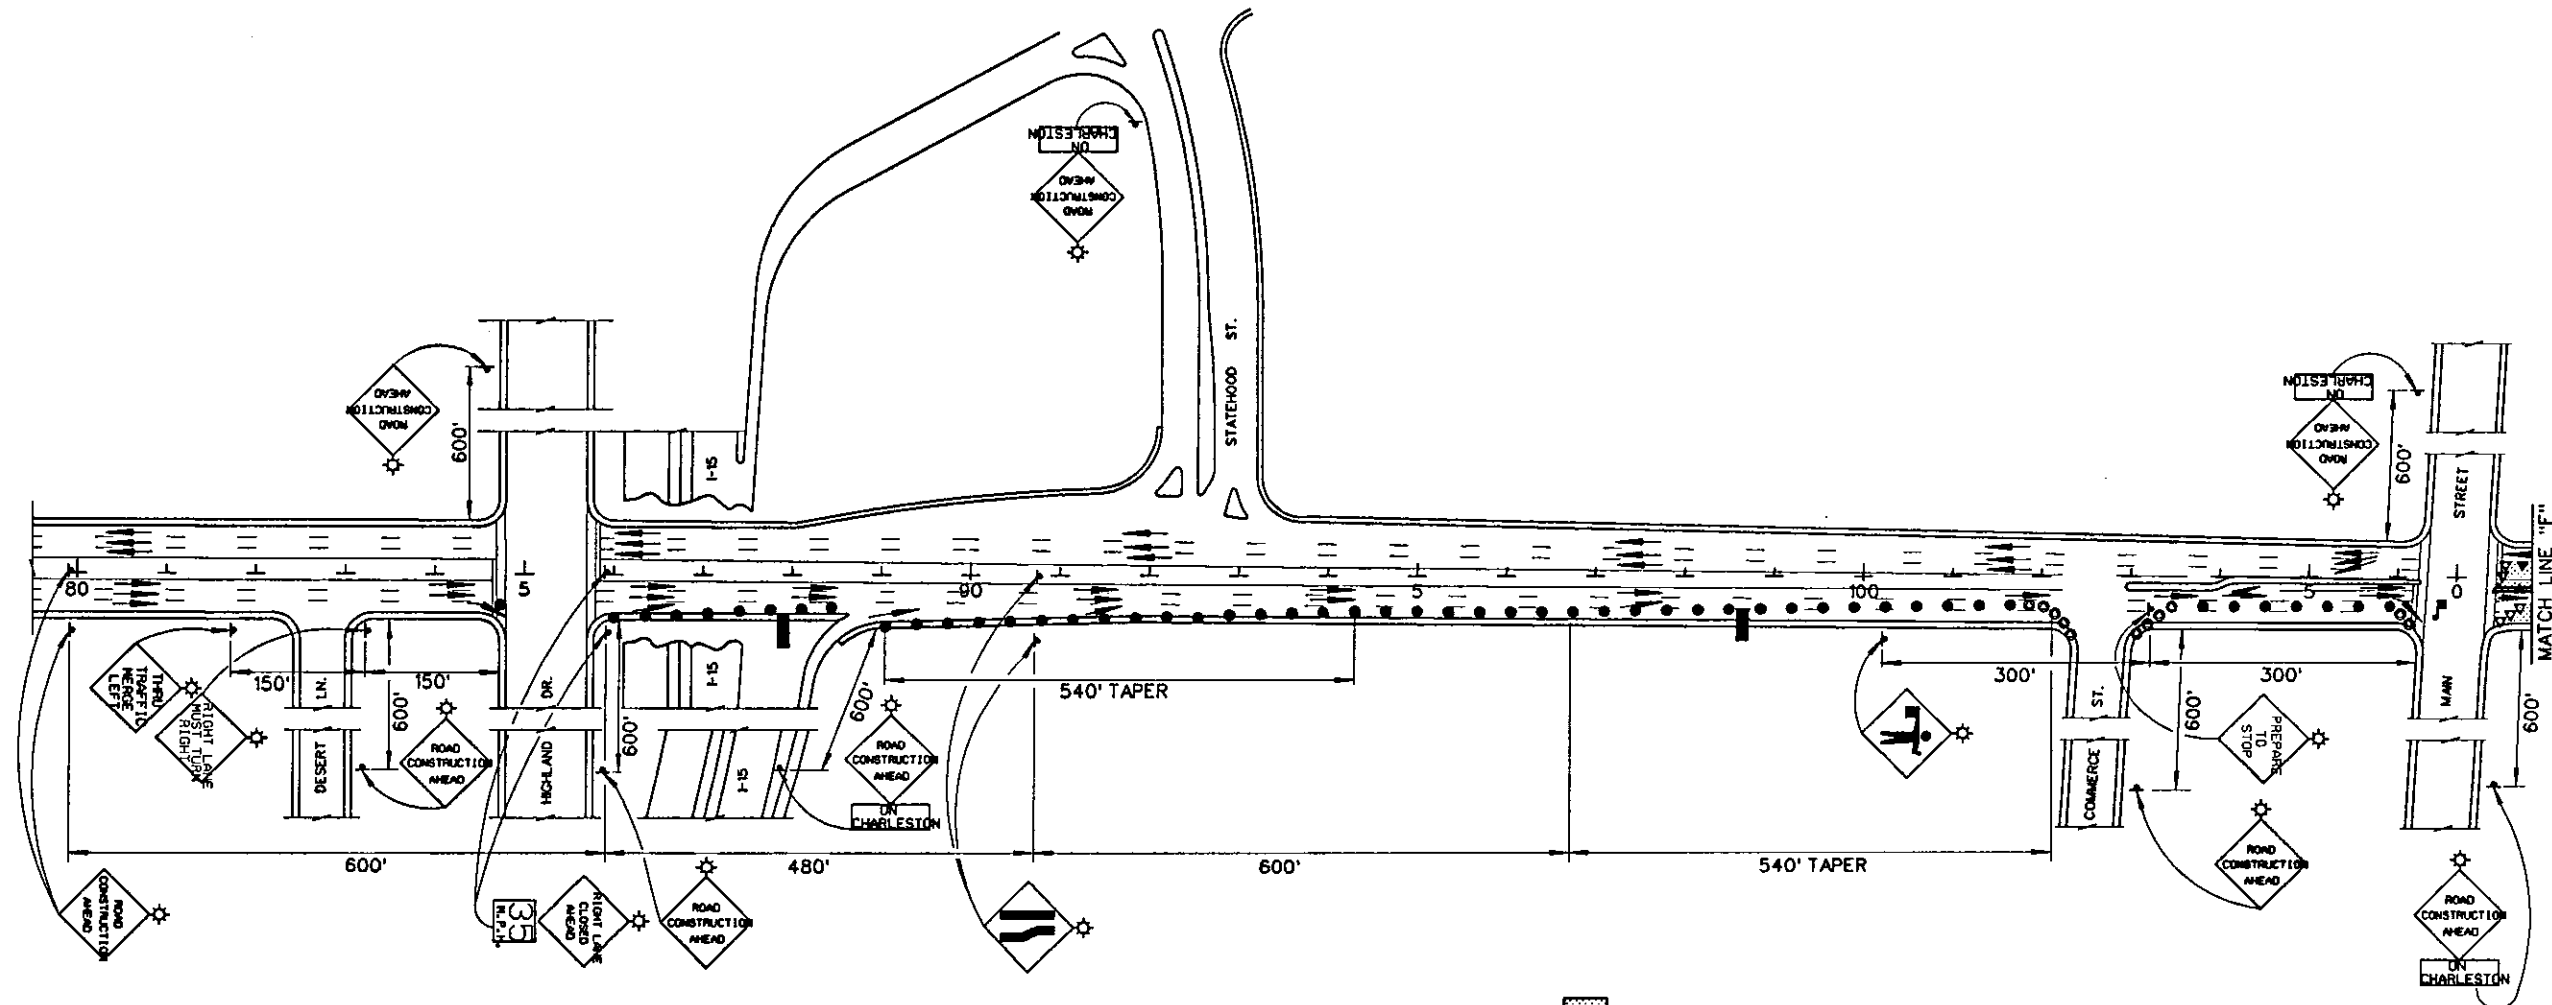 ON
CHARLESTON
ROAD
CONSTRUCTION
AHEAD
STATEHOOD ST.
ROAD
CONSTRUCTION
AHEAD
600'
I-15
ON
CHARLESTON
ROAD
CONSTRUCTION
AHEAD
600'
STREET
MATCH LINE "F"
80
5
90
5
100
5
0
THRU
TRAFFIC
MERGE
LEFT
RIGHT LANE
MUST TURN
RIGHT
150'
150'
600'
DESERT LN.
ROAD
CONSTRUCTION
AHEAD
HIGHLAND DR.
600'
I-15
I-15
600'
ROAD
CONSTRUCTION
AHEAD
ON
CHARLESTON
540' TAPER
300'
300'
COMMERCE ST.
600'
PREPARE
TO
STOP
MAIN
600'
600'
480'
600'
540' TAPER
ROAD
CONSTRUCTION
AHEAD
35
M.P.H.
RIGHT LANE
CLOSED
AHEAD
ROAD
CONSTRUCTION
AHEAD
ROAD
CONSTRUCTION
AHEAD
ROAD
CONSTRUCTION
AHEAD
ON
CHARLESTON